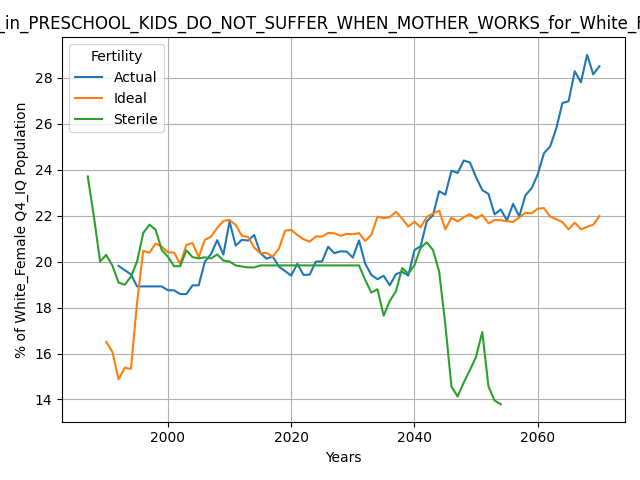 _in_PRESCHOOL_KIDS_DO_NOT_SUFFER_WHEN_MOTHER_WORKS_for_White_F
Fertility
Actual
Ideal
Sterile
% of White_Female Q4_IQ Population
28
26
24
22
20
18
16
14
2000 2020 2040 2060
Years